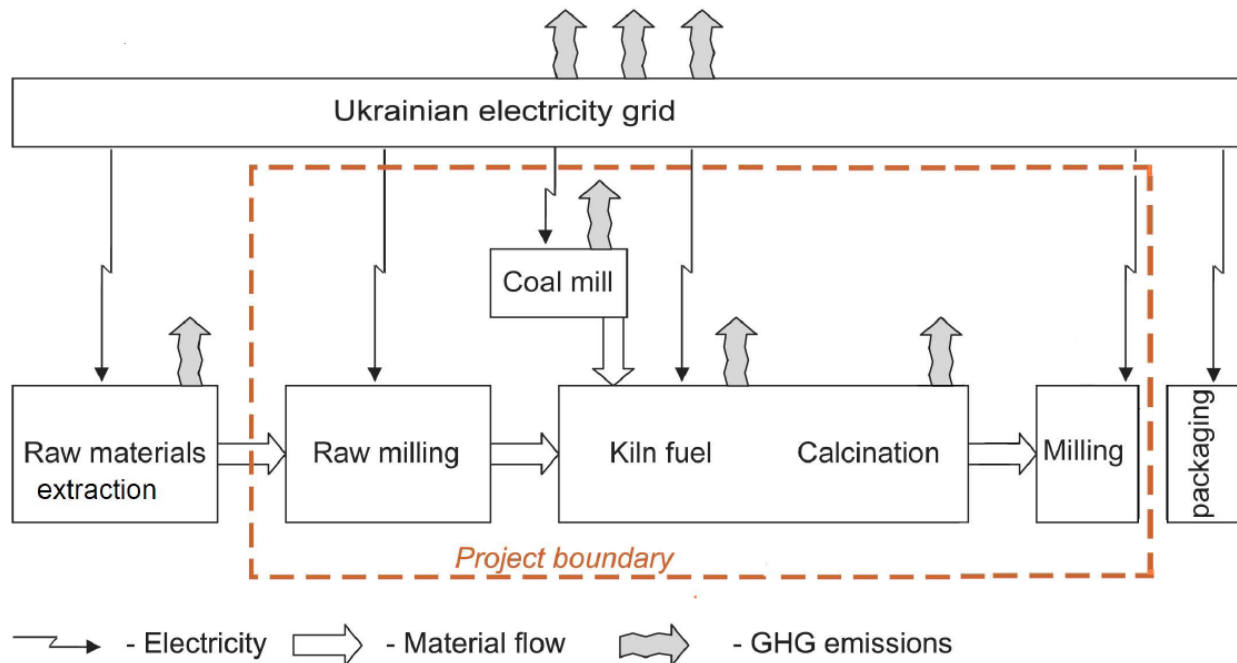 Ukrainian electricity grid
Coal mill
Raw materials
extraction
Raw milling
Kiln fuel
Calcination
Milling
packaging
Project boundary
- Electricity
- Material flow
- GHG emissions